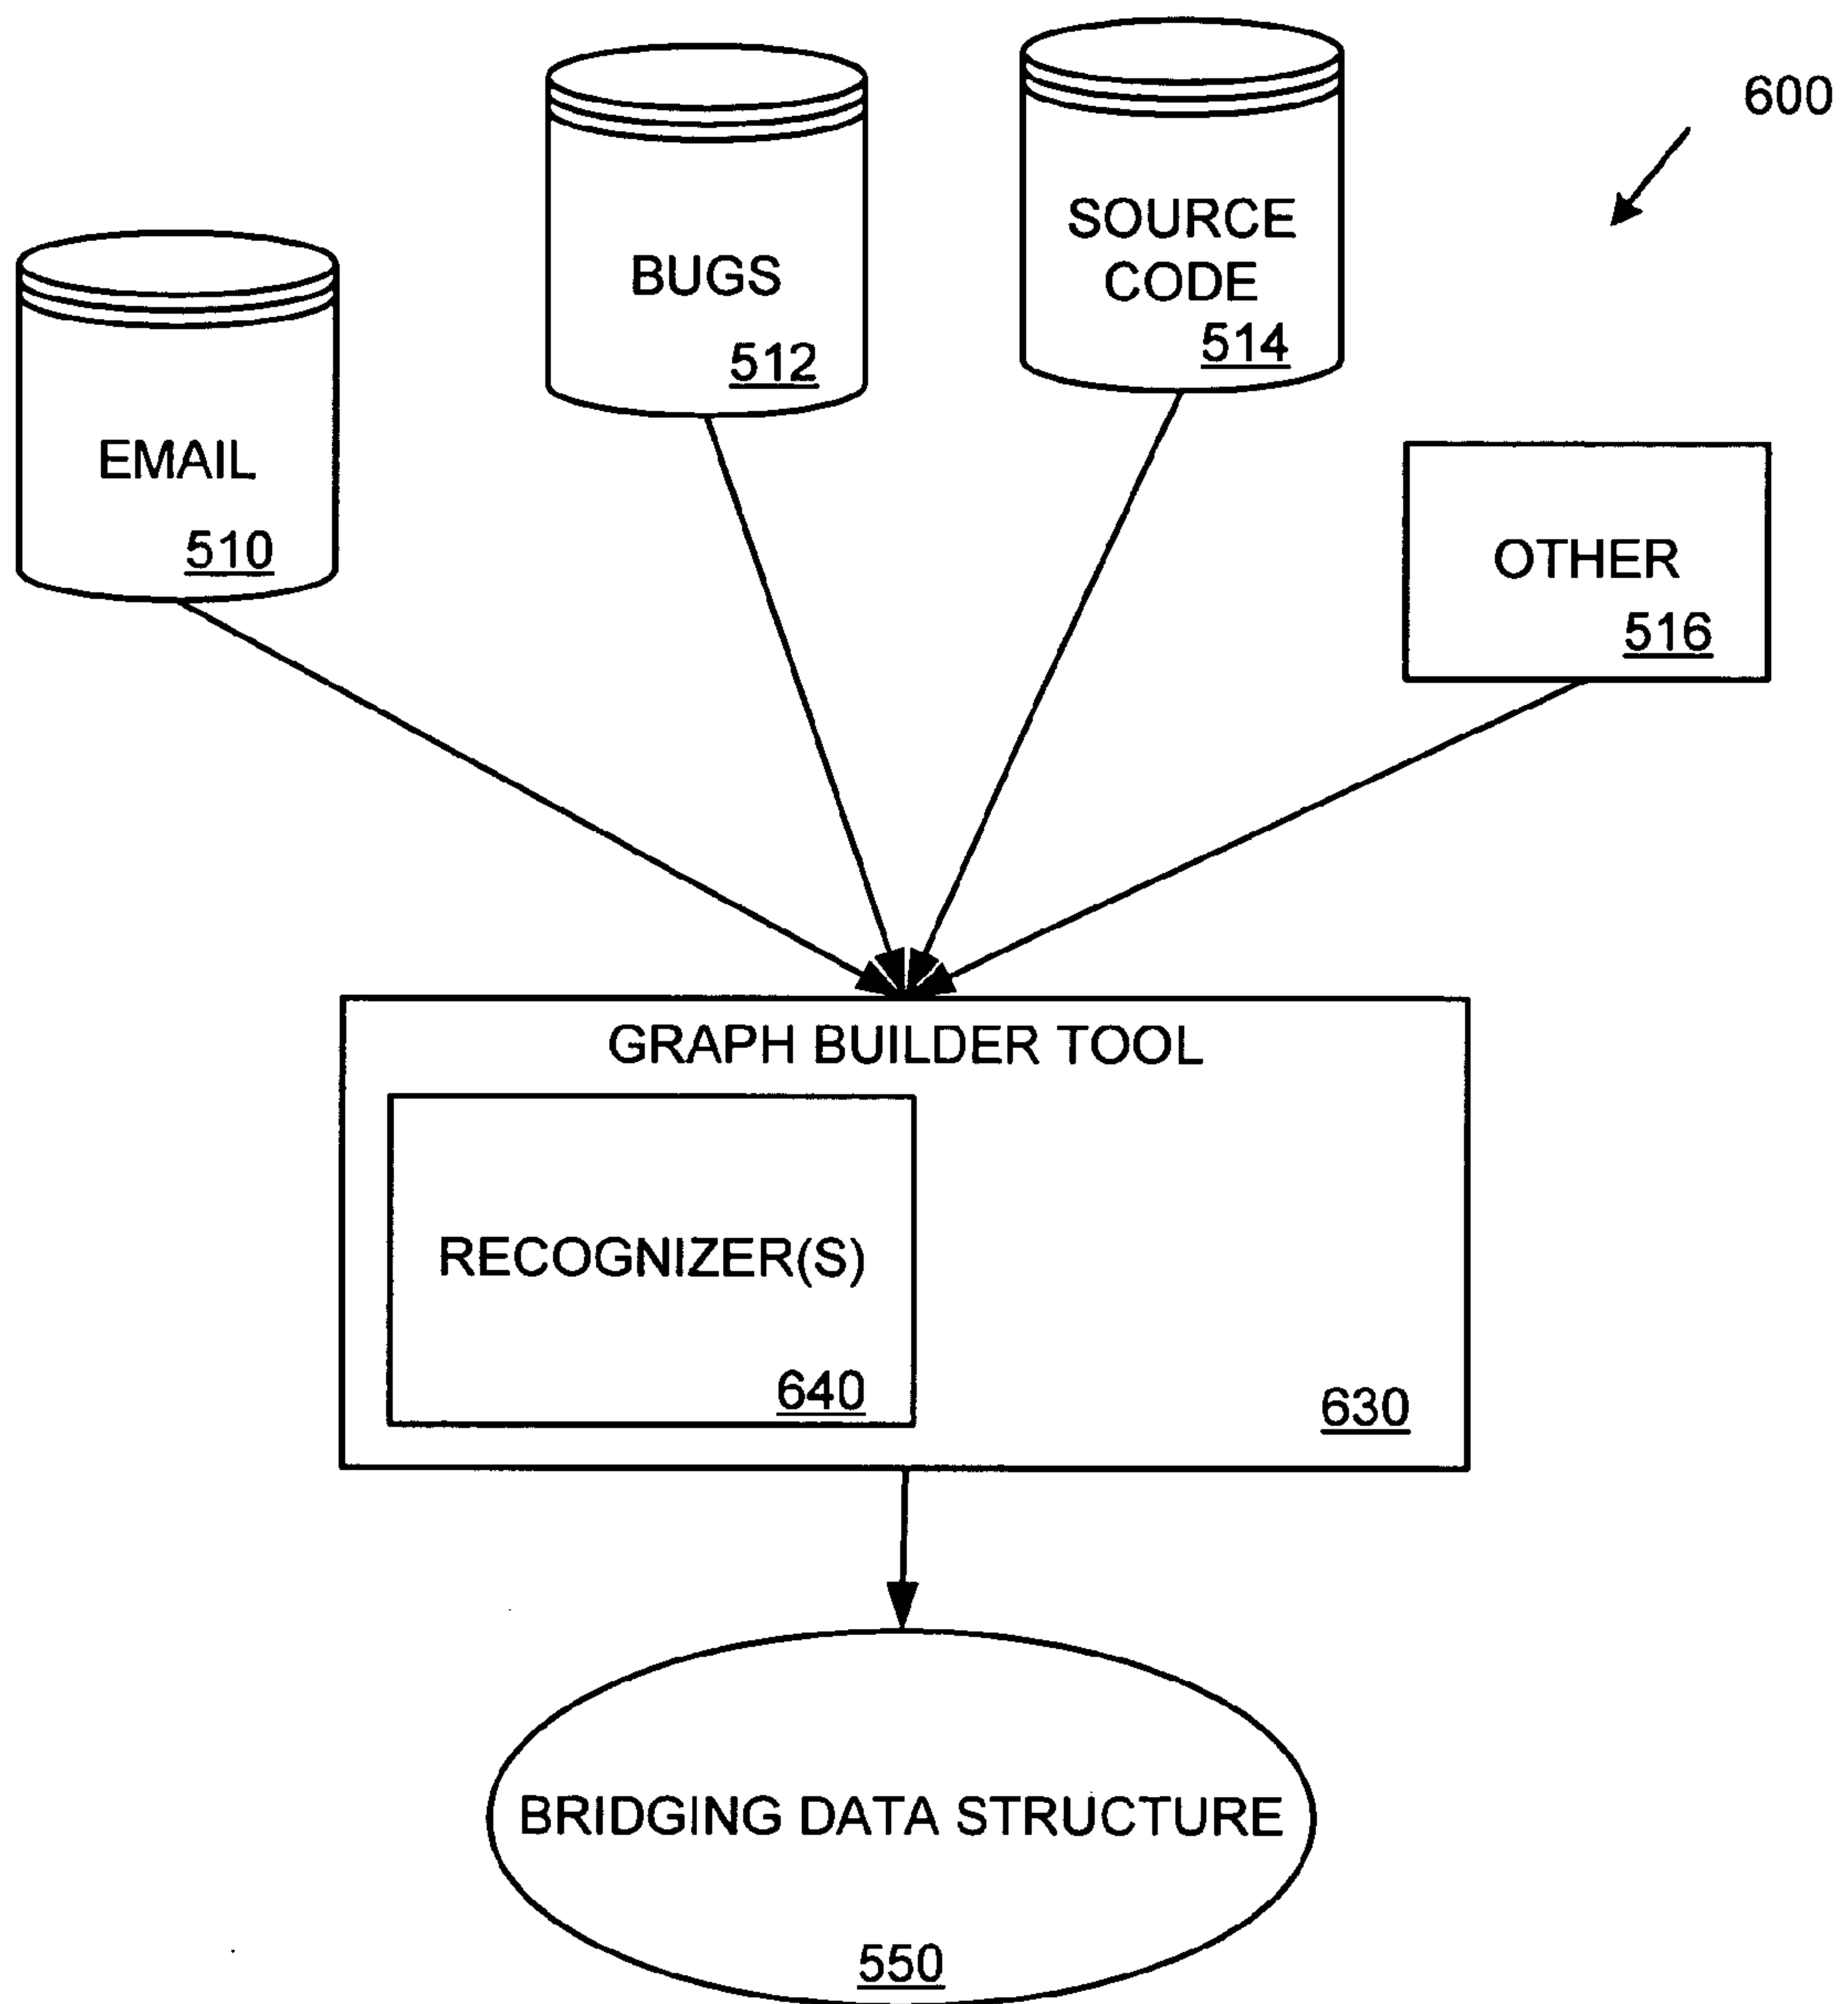 600
SOURCE
CODE
514
BUGS
512
EMAIL
510
OTHER
516
GRAPH BUILDER TOOL
RECOGNIZER(S)
640
630
BRIDGING DATA STRUCTURE
550